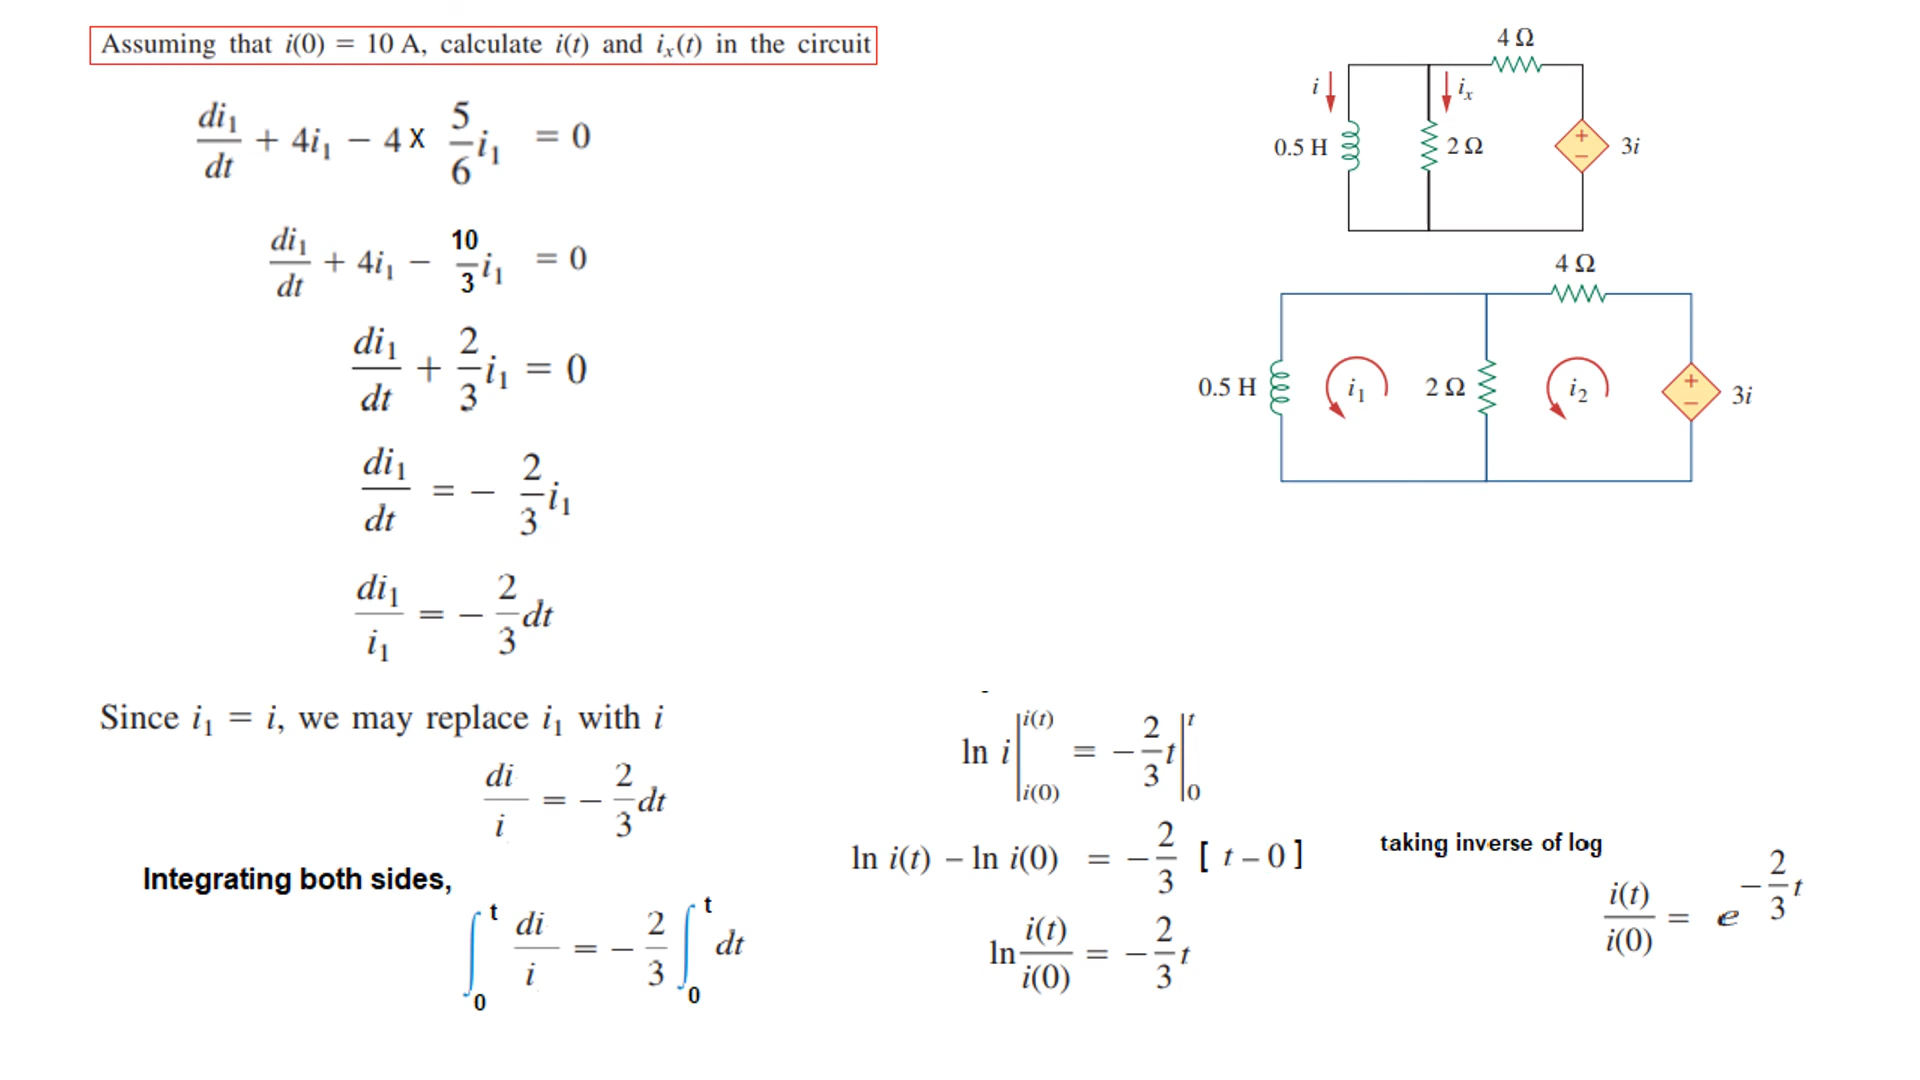 Assuming that i(0) = 10 A, calculate i(t) and iₓ(t) in the circuit
di₁/dt + 4i₁ − 4 X 5/6 i₁ = 0
di₁/dt + 4i₁ − 10/3 i₁ = 0
di₁/dt + 2/3 i₁ = 0
di₁/dt = − 2/3 i₁
di₁/i₁ = − 2/3 dt
Since i₁ = i, we may replace i₁ with i
di/i = − 2/3 dt
Integrating both sides,
∫₀ᵗ di/i = − 2/3 ∫₀ᵗ dt
ln i |i(t) i(0) = − 2/3 t |t 0
ln i(t) − ln i(0) = − 2/3 [ t – 0 ]
ln i(t)/i(0) = − 2/3 t
taking inverse of log
i(t)/i(0) = e^(− 2/3 t)
4 Ω
i
iₓ
0.5 H
2 Ω
+
−
3i
4 Ω
0.5 H
i₁
2 Ω
i₂
+
−
3i